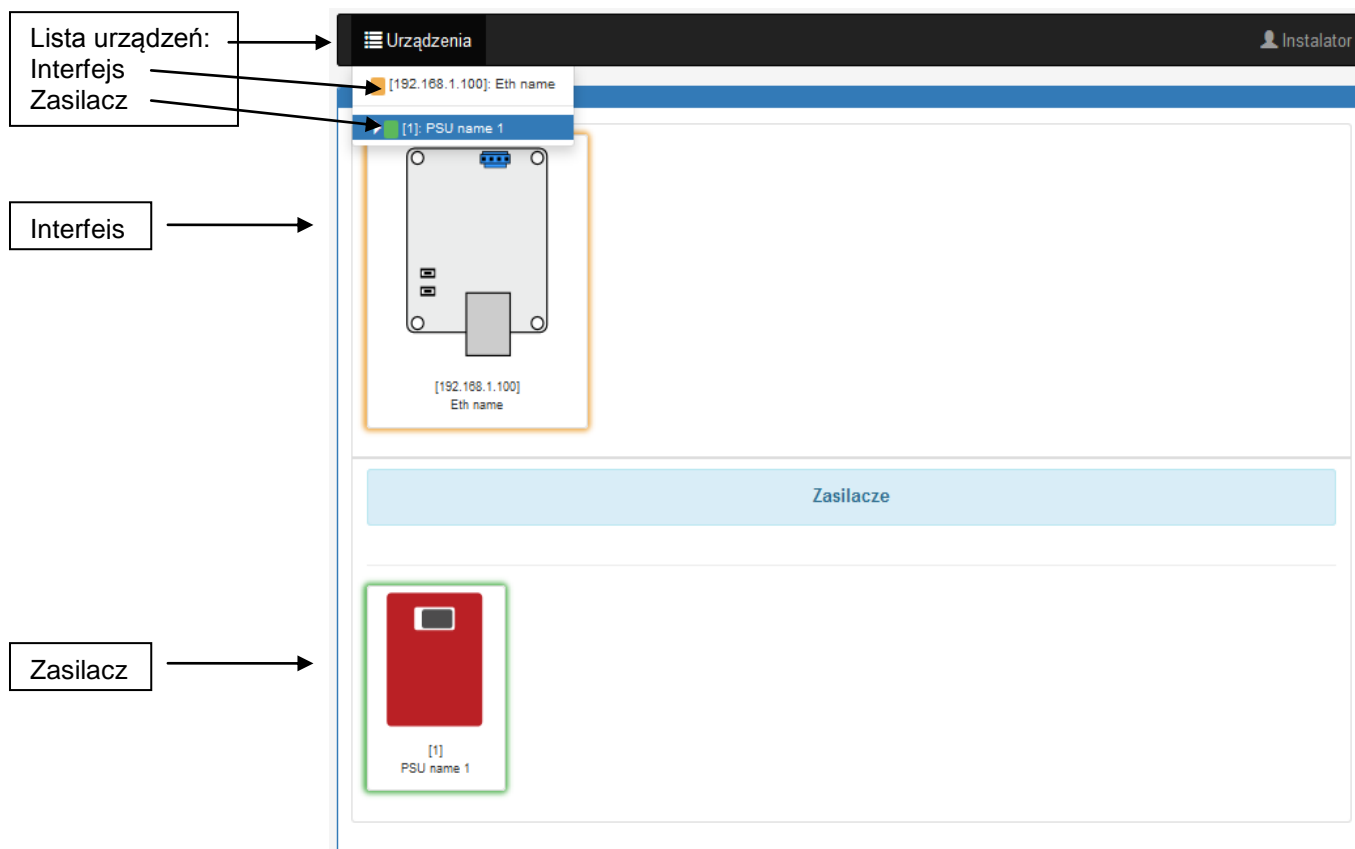 Lista urządzeń:
Interfejs
Zasilacz
Urządzenia
Instalator
[192.168.1.100]: Eth name
[1]: PSU name 1
Interfejs
[192.168.1.100]
Eth name
Zasilacze
Zasilacz
[1]
PSU name 1